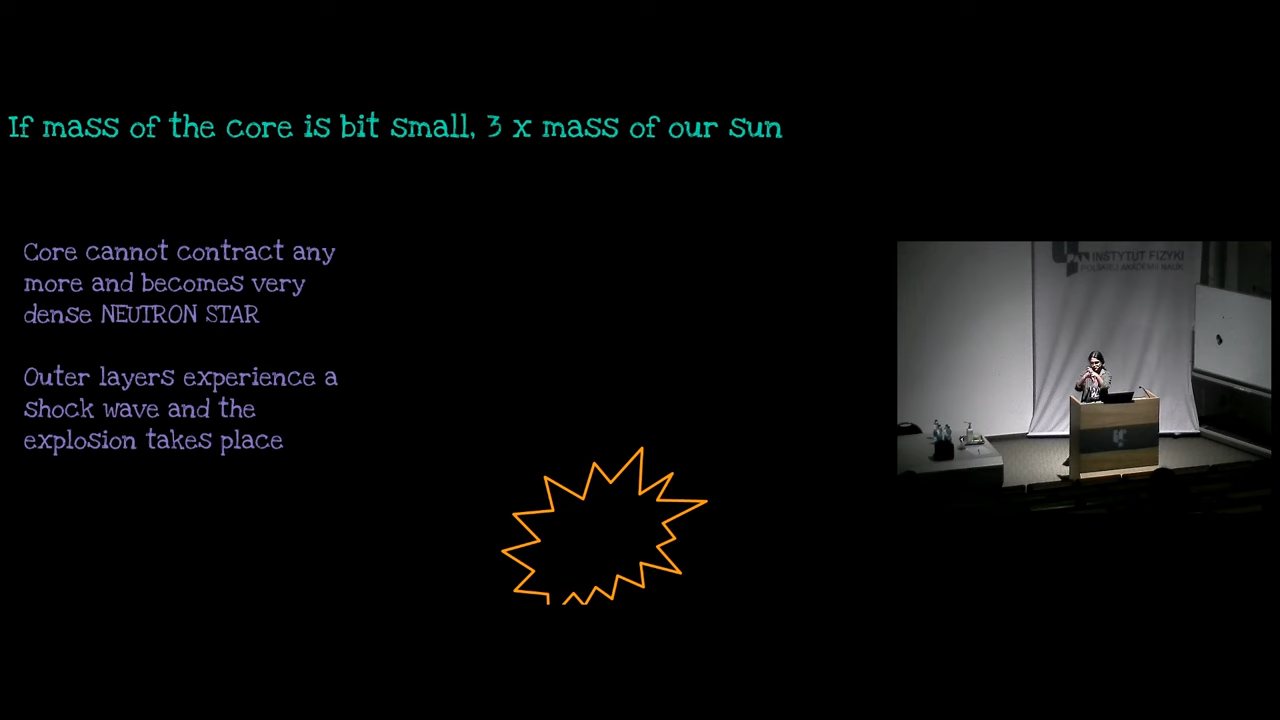 If mass of the core is bit small, 3 x mass of our sun
Core cannot contract any
more and becomes very
dense NEUTRON STAR
Outer layers experience a
shock wave and the
explosion takes place
INSTYTUT FIZYKI
POLSKIEJ AKADEMII NAUK